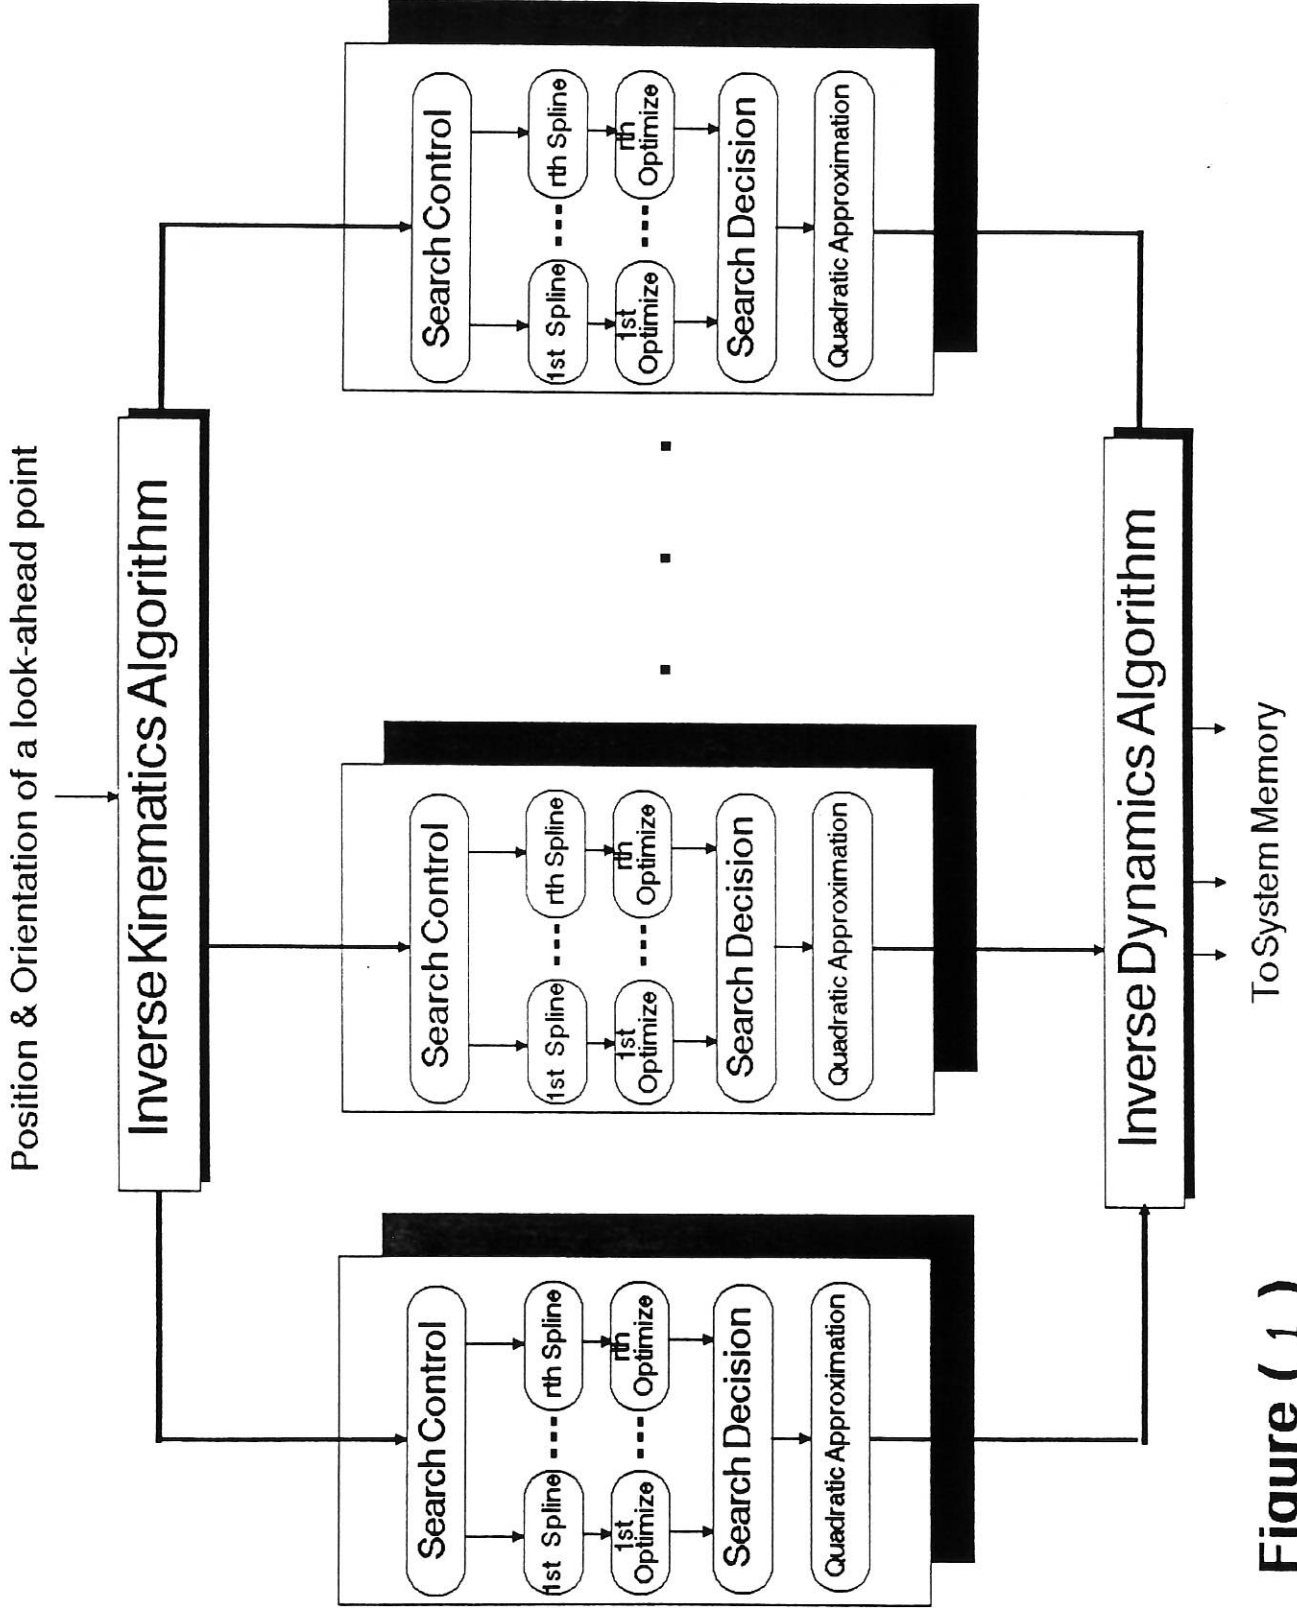 Position & Orientation of a look-ahead point
Inverse Kinematics Algorithm
Search Control
1st Spline
rth Spline
1st
Optimize
rth
Optimize
Search Decision
Quadratic Approximation
Search Control
1st Spline
rth Spline
1st
Optimize
rth
Optimize
Search Decision
Quadratic Approximation
Search Control
1st Spline
rth Spline
1st
Optimize
rth
Optimize
Search Decision
Quadratic Approximation
Inverse Dynamics Algorithm
To System Memory
Figure ( 1 )